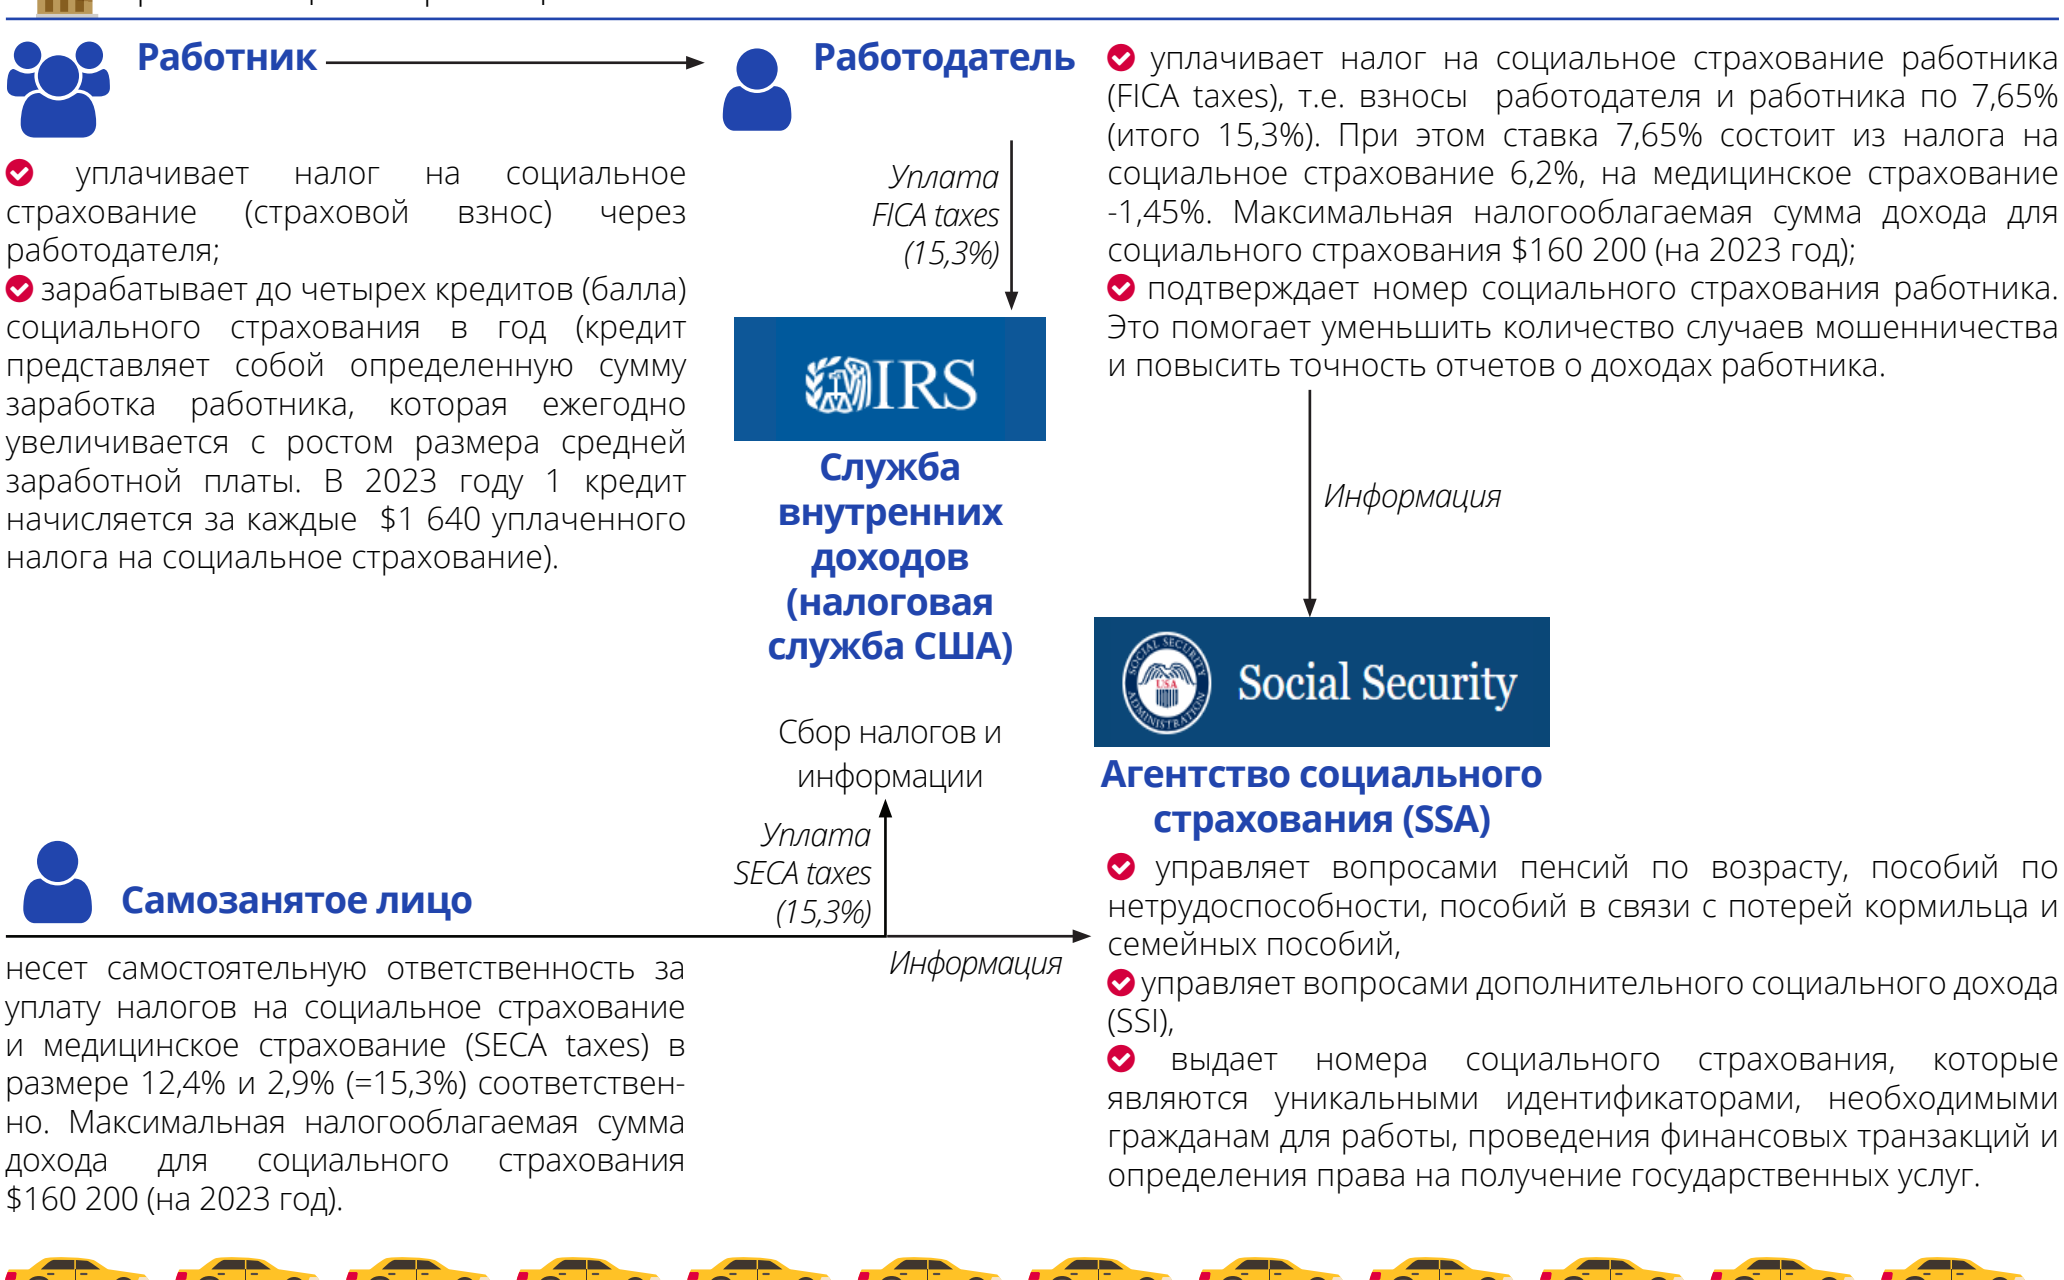 Работник
уплачивает налог на социальное
страхование (страховой взнос) через
работодателя;
зарабатывает до четырех кредитов (балла)
социального страхования в год (кредит
представляет собой определенную сумму
заработка работника, которая ежегодно
увеличивается с ростом размера средней
заработной платы. В 2023 году 1 кредит
начисляется за каждые $1 640 уплаченного
налога на социальное страхование).
Работодатель
уплачивает налог на социальное страхование работника
(FICA taxes), т.е. взносы работодателя и работника по 7,65%
(итого 15,3%). При этом ставка 7,65% состоит из налога на
социальное страхование 6,2%, на медицинское страхование
-1,45%. Максимальная налогооблагаемая сумма дохода для
социального страхования $160 200 (на 2023 год);
подтверждает номер социального страхования работника.
Это помогает уменьшить количество случаев мошенничества
и повысить точность отчетов о доходах работника.
Уплата
FICA taxes
(15,3%)
IRS
Служба
внутренних
доходов
(налоговая
служба США)
Сбор налогов и
информации
Информация
SOCIAL SECURITY ADMINISTRATION
USA
Social Security
Агентство социального
страхования (SSA)
управляет вопросами пенсий по возрасту, пособий по
нетрудоспособности, пособий в связи с потерей кормильца и
семейных пособий,
управляет вопросами дополнительного социального дохода
(SSI),
выдает номера социального страхования, которые
являются уникальными идентификаторами, необходимыми
гражданам для работы, проведения финансовых транзакций и
определения права на получение государственных услуг.
Самозанятое лицо
Уплата
SECA taxes
(15,3%)
Информация
несет самостоятельную ответственность за
уплату налогов на социальное страхование
и медицинское страхование (SECA taxes) в
размере 12,4% и 2,9% (=15,3%) соответствен-
но. Максимальная налогооблагаемая сумма
дохода для социального страхования
$160 200 (на 2023 год).